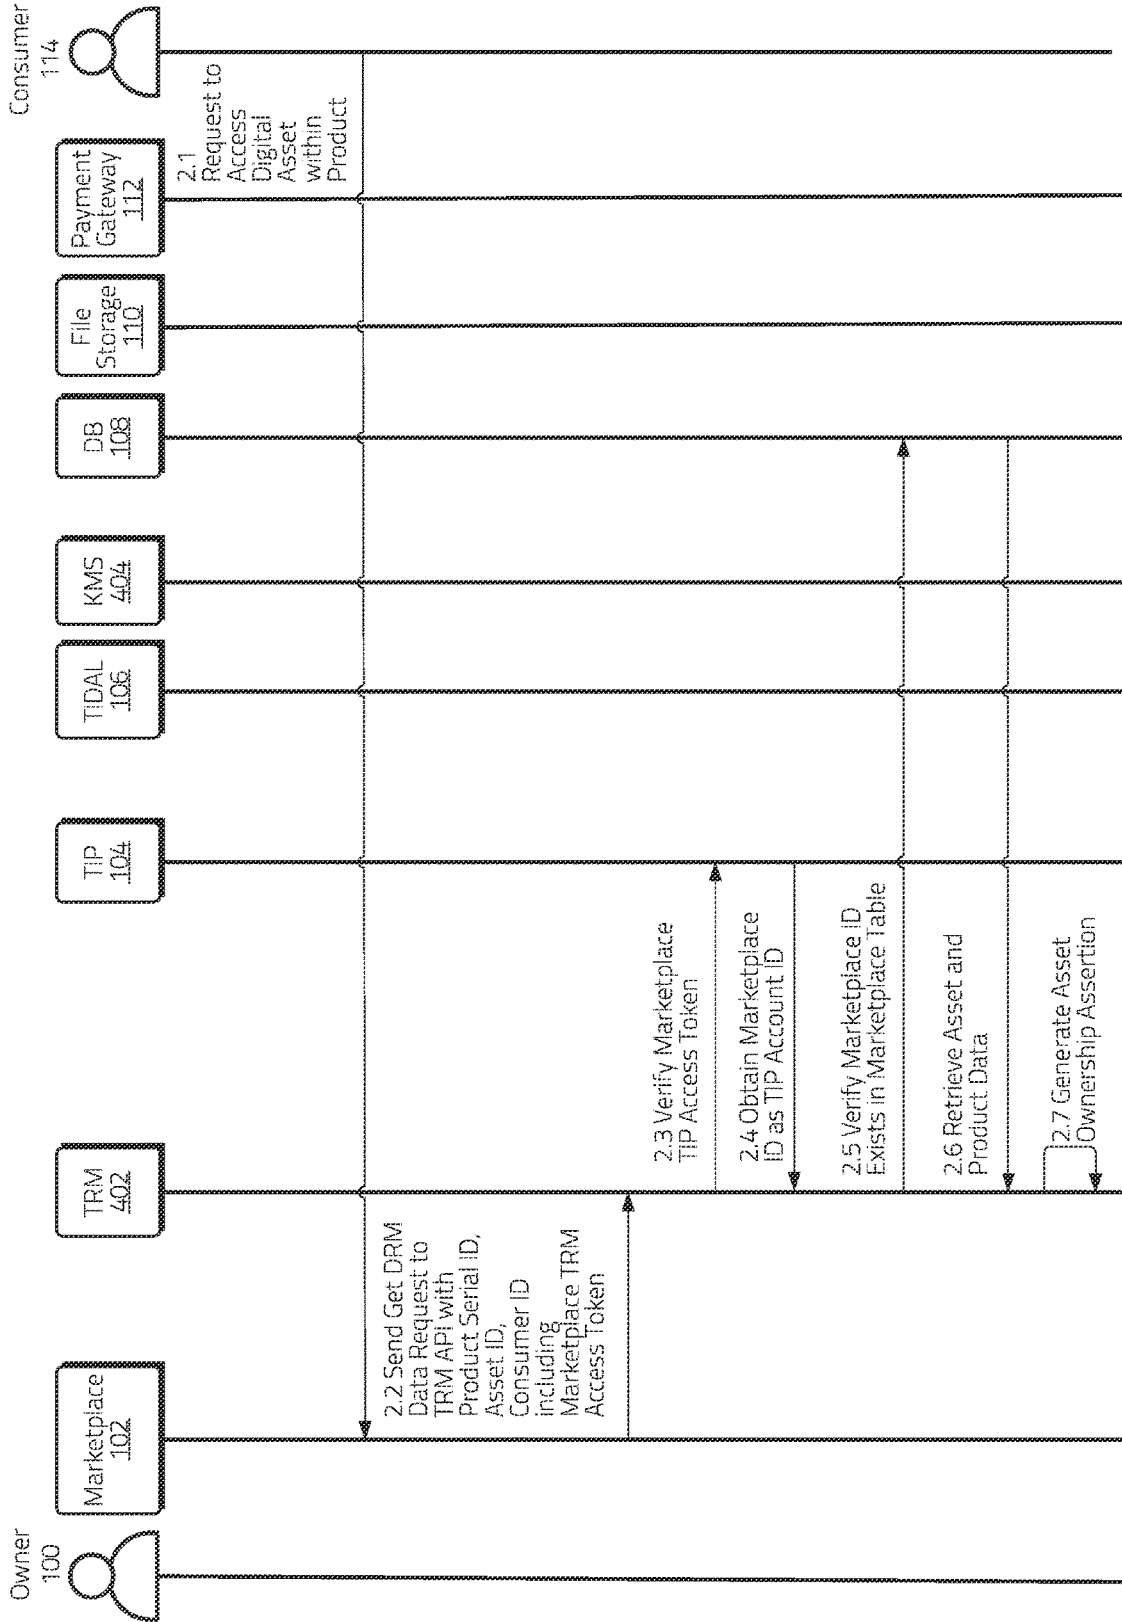 Owner
100
Marketplace
102
TRM
402
TIP
104
TIDAL
106
KMS
404
DB
108
File
Storage
110
Payment
Gateway
112
Consumer
114
2.1
Request to
Access
Digital
Asset
within
Product
2.2 Send Get DRM
Data Request to
TRM API with
Product Serial ID,
Asset ID,
Consumer ID
including
Marketplace TRM
Access Token
2.3 Verify Marketplace
TIP Access Token
2.4 Obtain Marketplace
ID as TIP Account ID
2.5 Verify Marketplace ID
Exists in Marketplace Table
2.6 Retrieve Asset and
Product Data
2.7 Generate Asset
Ownership Assertion